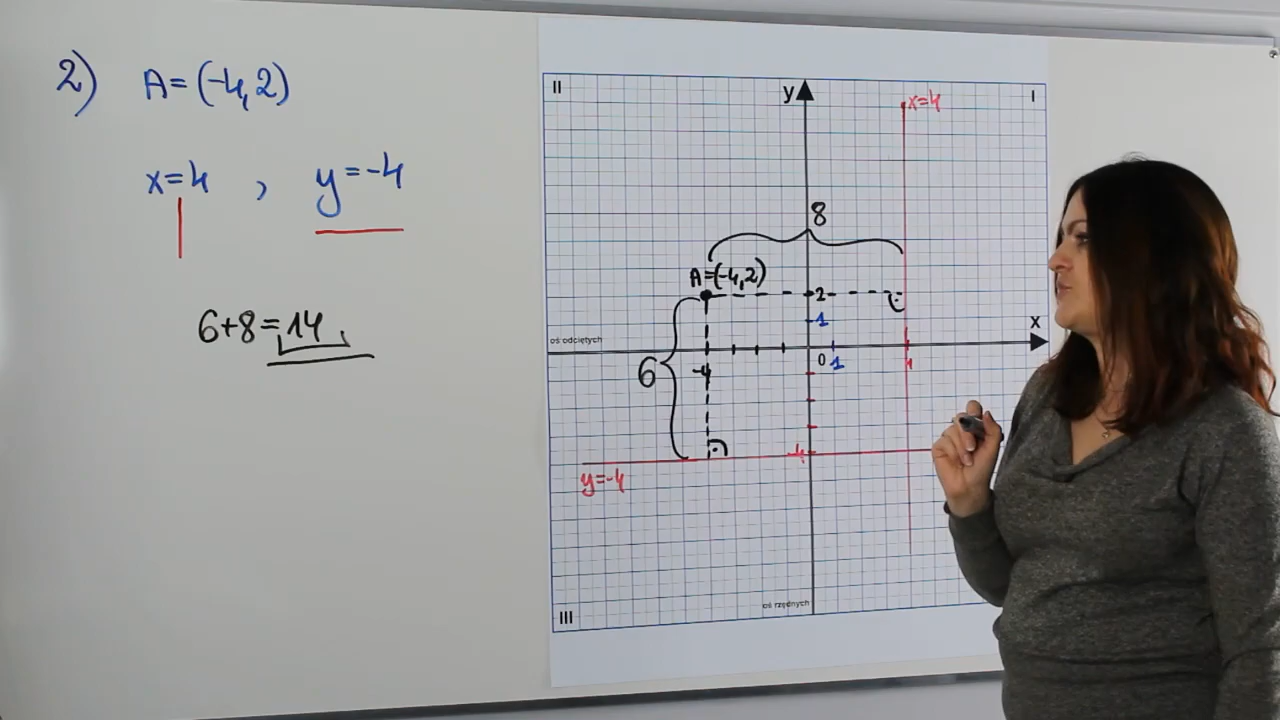 2) A=(-4,2)
x=4 , y=-4
6+8=14
II
y
x=4
I
8
A=(-4,2)
2
1
x
oś odciętych
0
1
4
6
-4
-4
y=-4
oś rzędnych
III